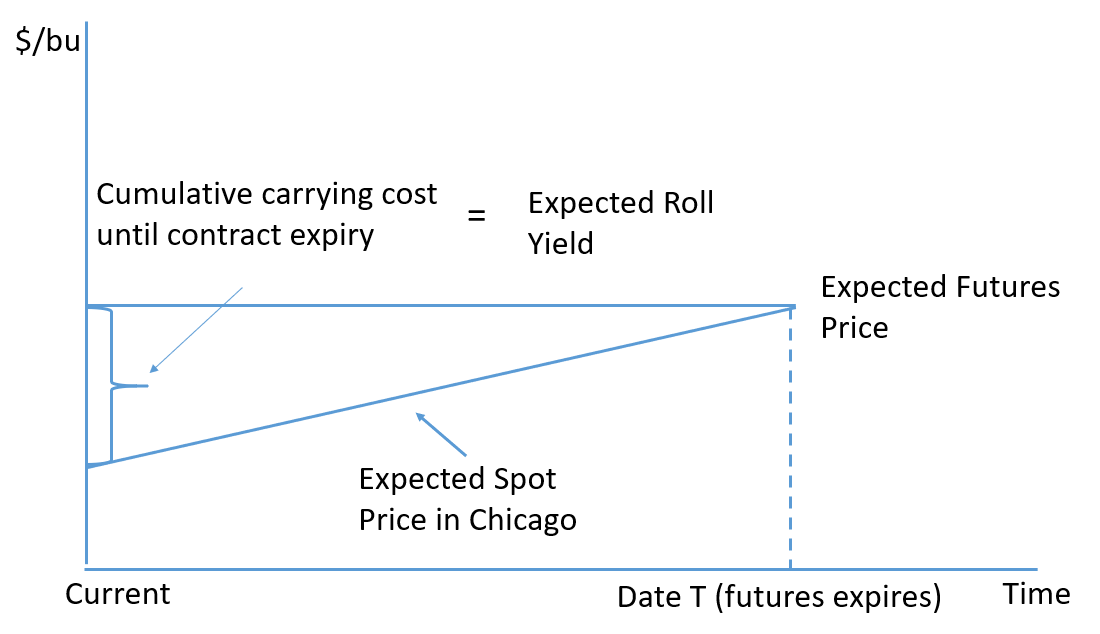 $/bu
Cumulative carrying cost
until contract expiry
=
Expected Roll
Yield
Expected Futures
Price
Expected Spot
Price in Chicago
Current
Date T (futures expires)
Time